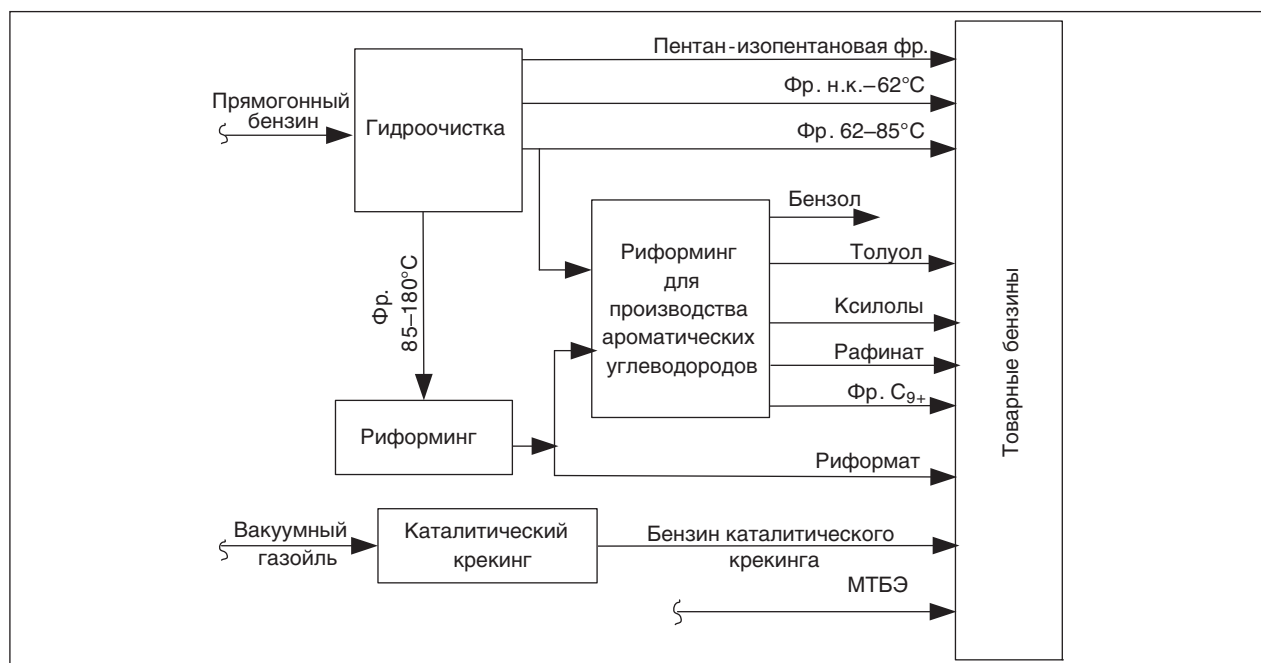 Пентан-изопентановая фр.
Фр. н.к.–62°С
Прямогонный
бензин
Гидроочистка
Фр. 62–85°С
Бензол
Риформинг
для
производства
ароматических
углеводородов
Толуол
Ксилолы
Рафинат
Фр. С9+
Фр.
85–180°С
Риформинг
Риформат
Вакуумный
газойль
Каталитический
крекинг
Бензин каталитического
крекинга
МТБЭ
Товарные бензины